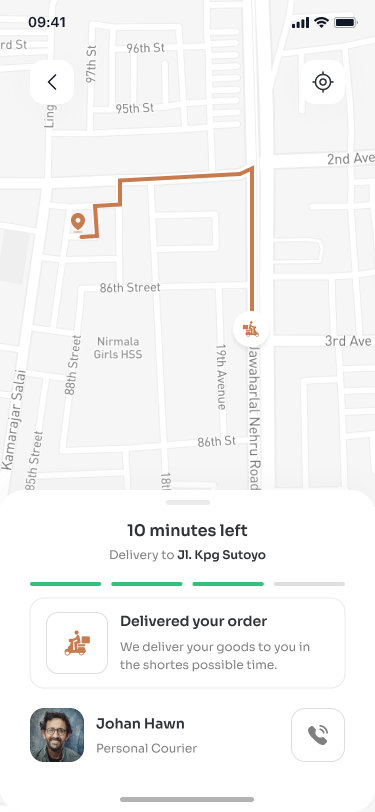 09:41
rd St
96th St
97th St
95th St
Ling
2nd Ave
86th Street
3rd Ave
Nirmala
Girls HSS
88th Street
19th Avenue
Jawaharlal Nehru Road
Kamarajar Salai
85th Street
86th St
18t
10 minutes left
Delivery to Jl. Kpg Sutoyo
Delivered your order
We deliver your goods to you in
the shortes possible time.
Johan Hawn
Personal Courier